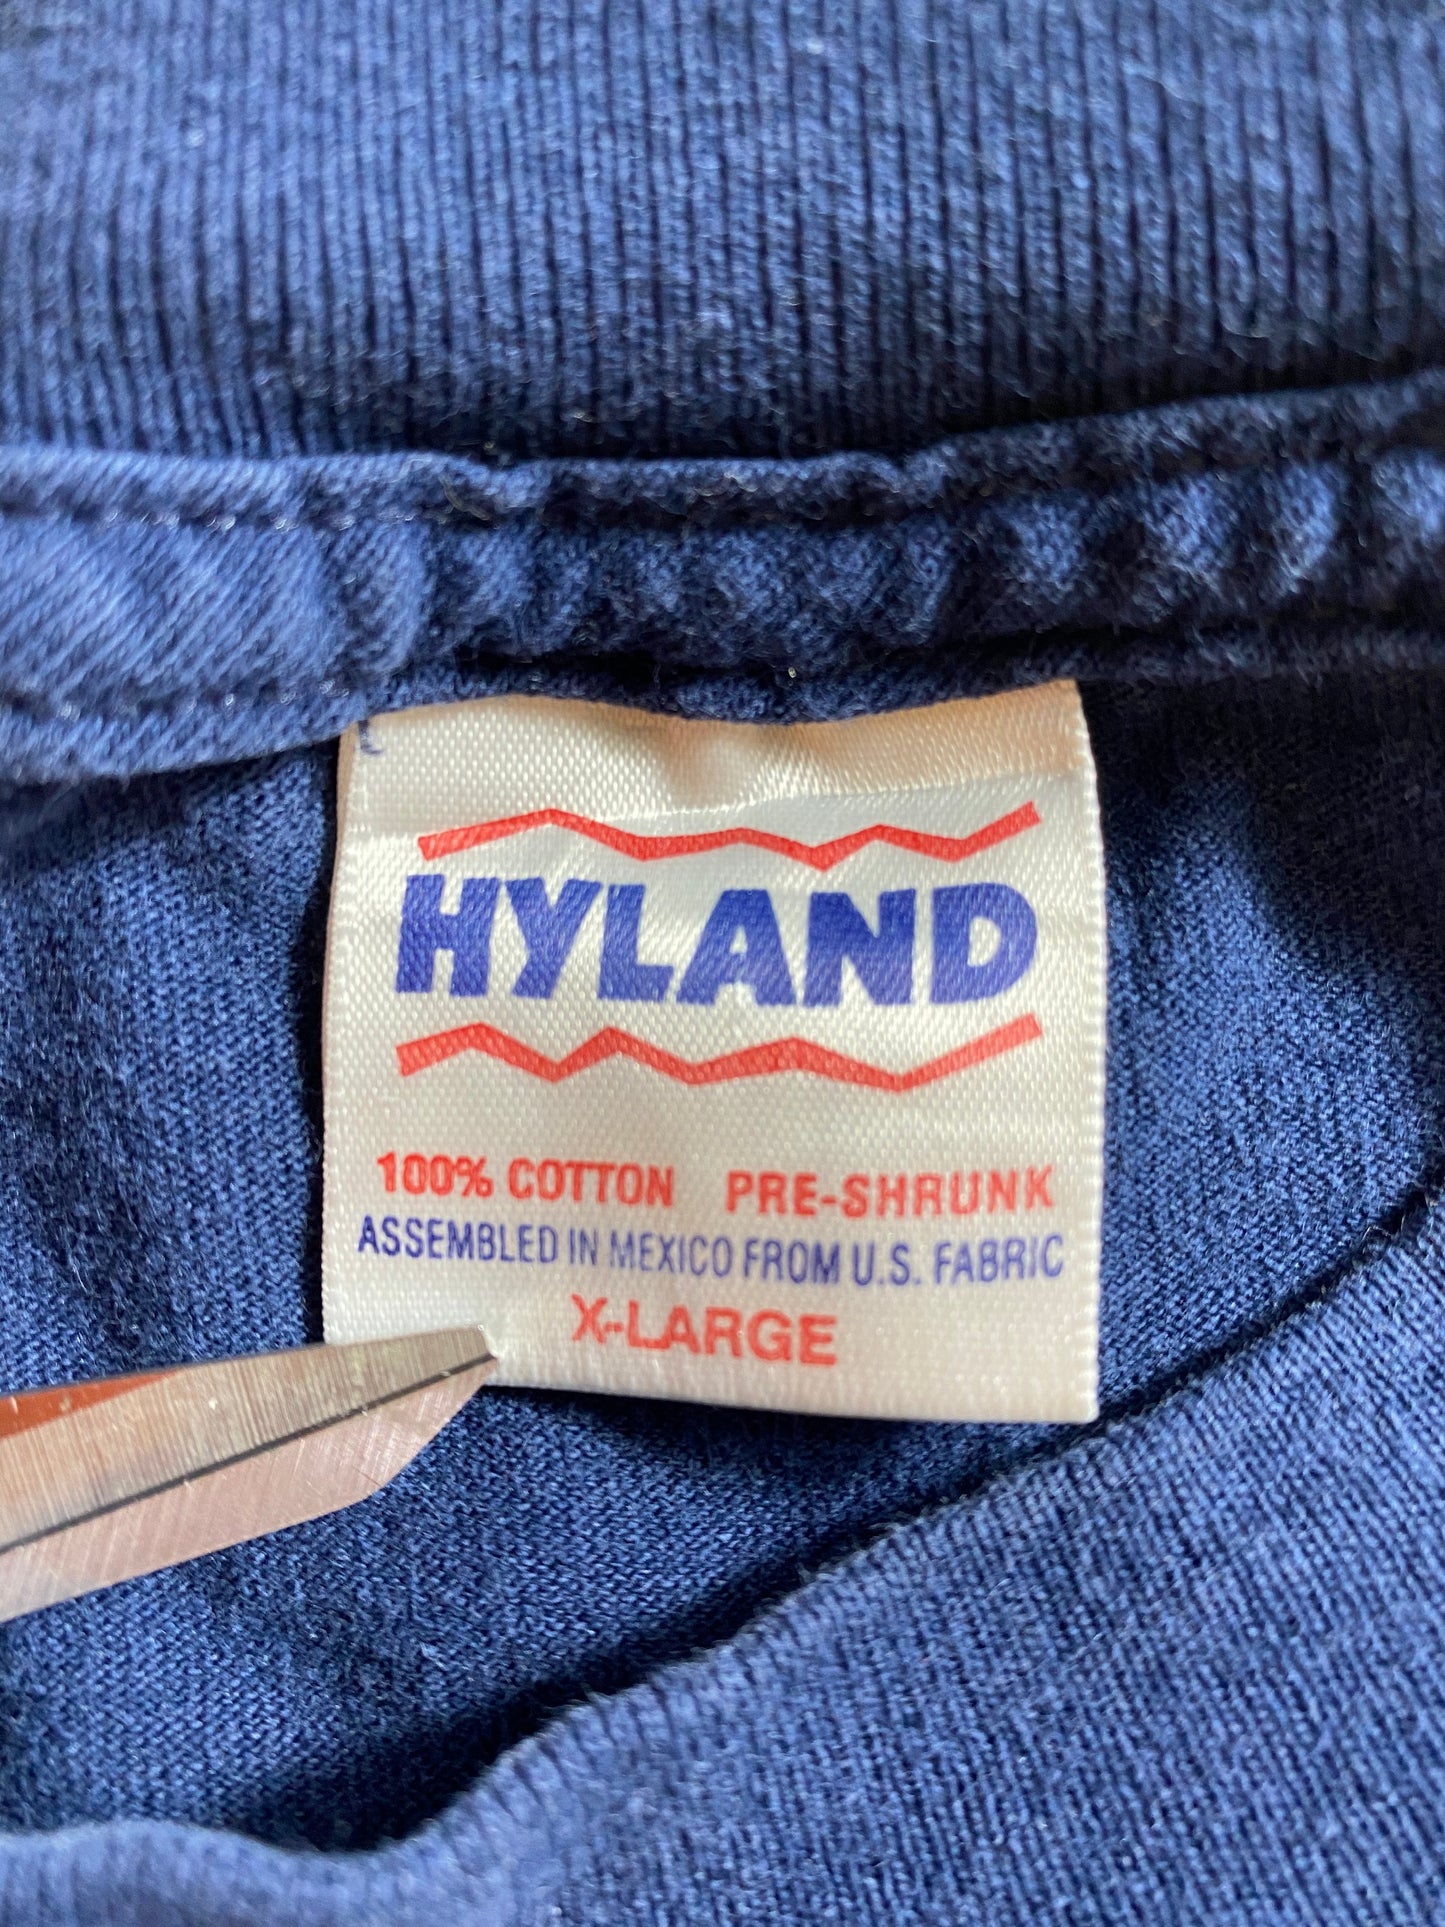 HYLAND
100% COTTON PRE-SHRUNK
ASSEMBLED IN MEXICO FROM U.S. FABRIC
X-LARGE